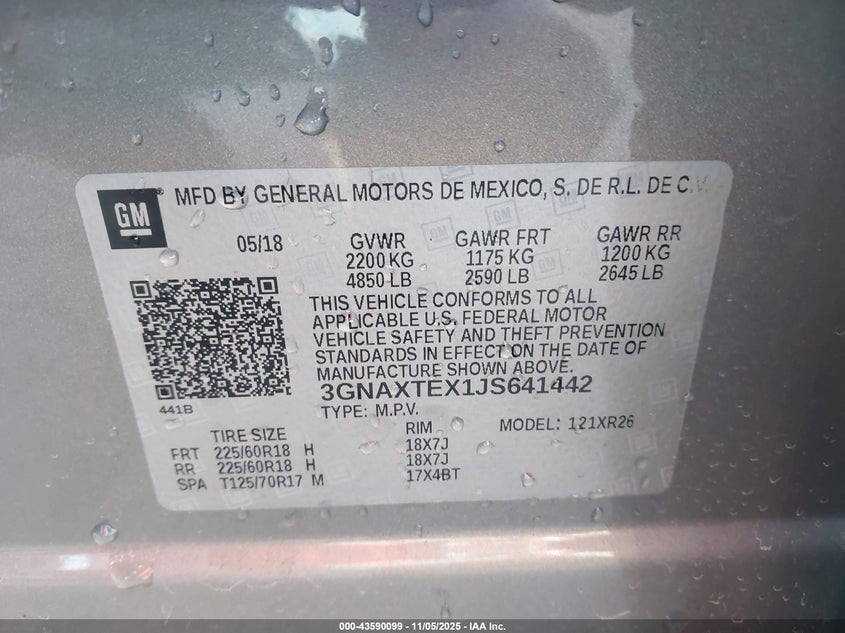 GM
MFD BY GENERAL MOTORS DE MEXICO, S. DE R.L. DE C.V.
05/18 GVWR GAWR FRT GAWR RR
2200 KG 1175 KG 1200 KG
4850 LB 2590 LB 2645 LB
THIS VEHICLE CONFORMS TO ALL
APPLICABLE U.S. FEDERAL MOTOR
VEHICLE SAFETY AND THEFT PREVENTION
STANDARDS IN EFFECT ON THE DATE OF
MANUFACTURE SHOWN ABOVE.
3GNAXTEX1JS641442
441B TYPE: M.P.V.
TIRE SIZE RIM MODEL: 121XR26
FRT 225/60R18 H 18X7J
RR 225/60R18 H 18X7J
SPA T125/70R17 M 17X4BT
000-43590099 - 11/05/2025 - IAA Inc.